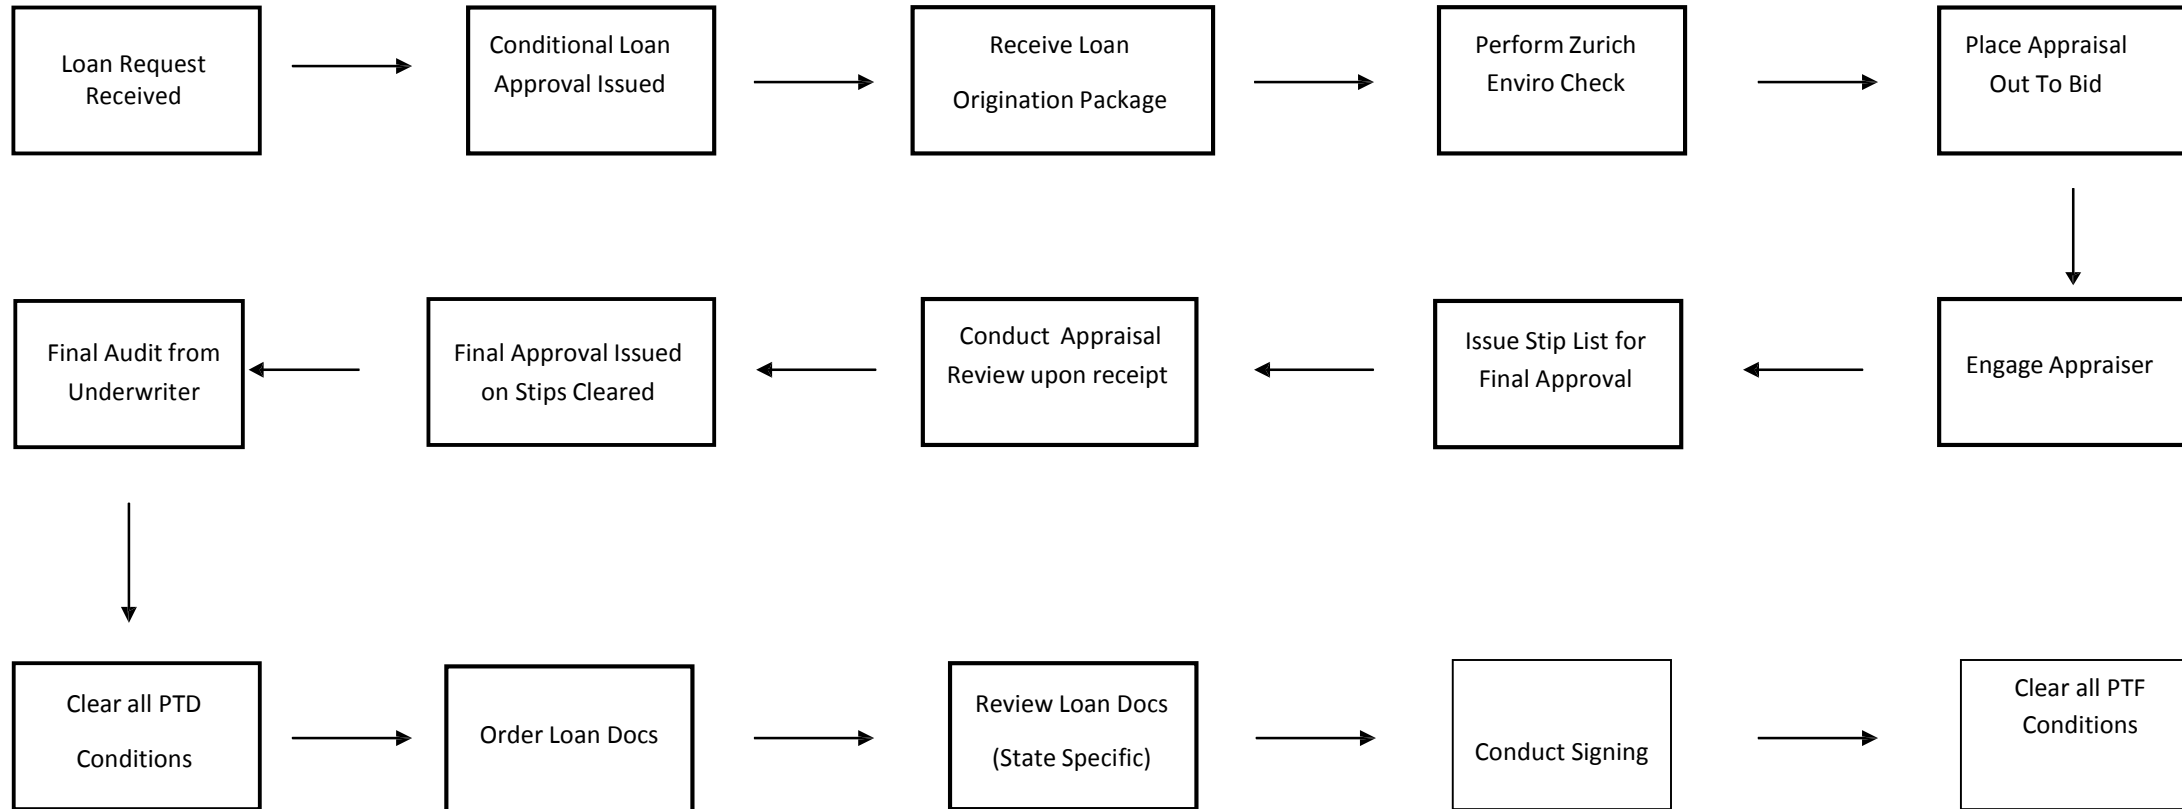 Loan Request
Received
Conditional Loan
Approval Issued
Receive Loan
Origination Package
Perform Zurich
Enviro Check
Place Appraisal
Out To Bid
Engage Appraiser
Issue Stip List for
Final Approval
Conduct Appraisal
Review upon receipt
Final Approval Issued
on Stips Cleared
Final Audit from
Underwriter
Clear all PTD
Conditions
Order Loan Docs
Review Loan Docs
(State Specific)
Conduct Signing
Clear all PTF
Conditions